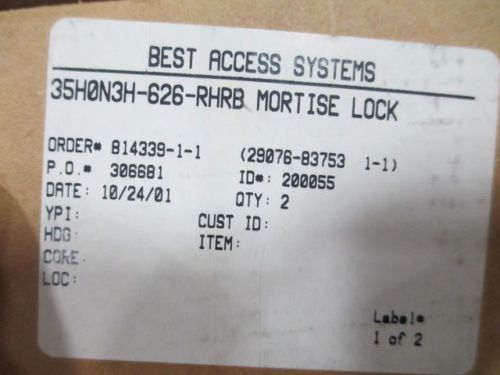 BEST ACCESS SYSTEMS
35H0N3H-626-RHRB MORTISE LOCK
ORDER# 814339-1-1 (29076-83753 1-1)
P.O.# 306681 ID#: 200055
DATE: 10/24/01 QTY: 2
YPI: CUST ID:
HDG: ITEM:
CORE:
LOC:
Label#
1 of 2